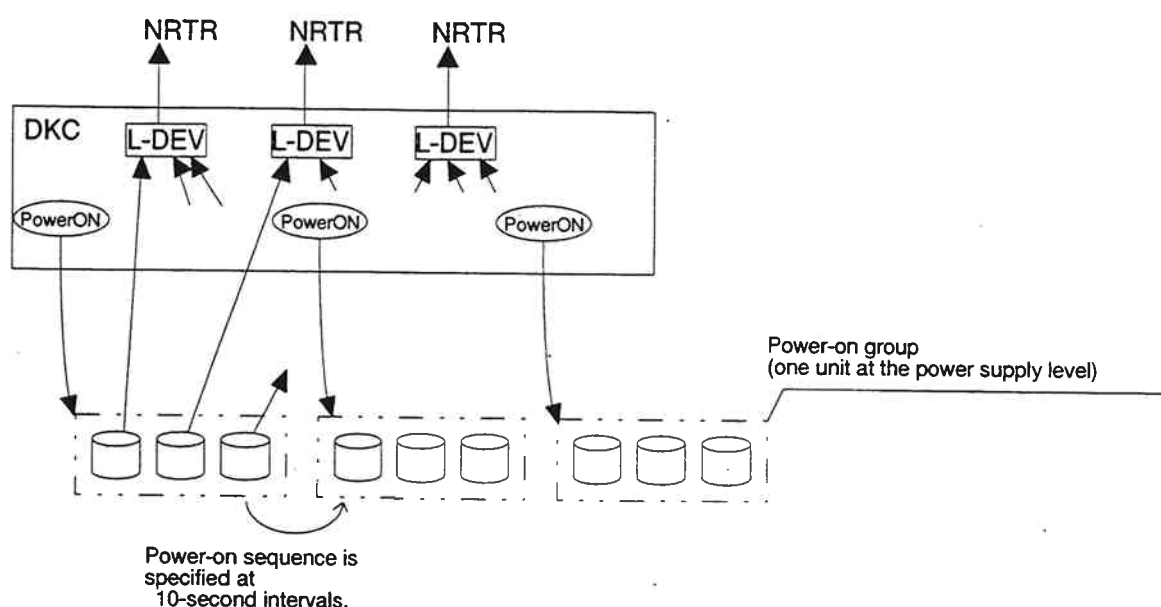 NRTR NRTR NRTR
DKC
L-DEV L-DEV L-DEV
PowerON PowerON PowerON
Power-on group
(one unit at the power supply level)
Power-on sequence is
specified at
10-second intervals.